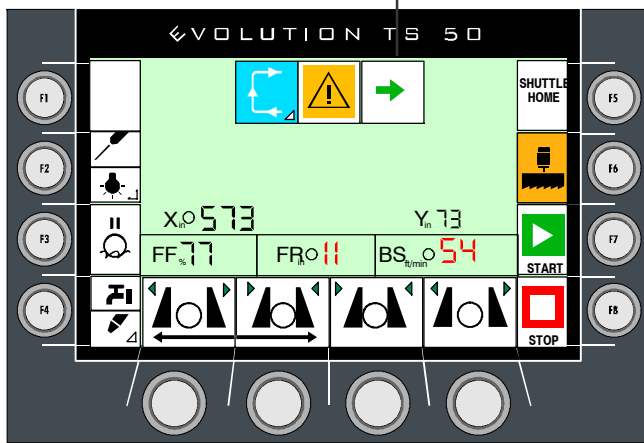 EVOLUTION TS 50
F1
SHUTTLE
HOME
F5
F2
F6
X in 573
Y in 73
F3
START
F7
FF % 77
FR in 11
BS ft/min 54
F4
STOP
F8